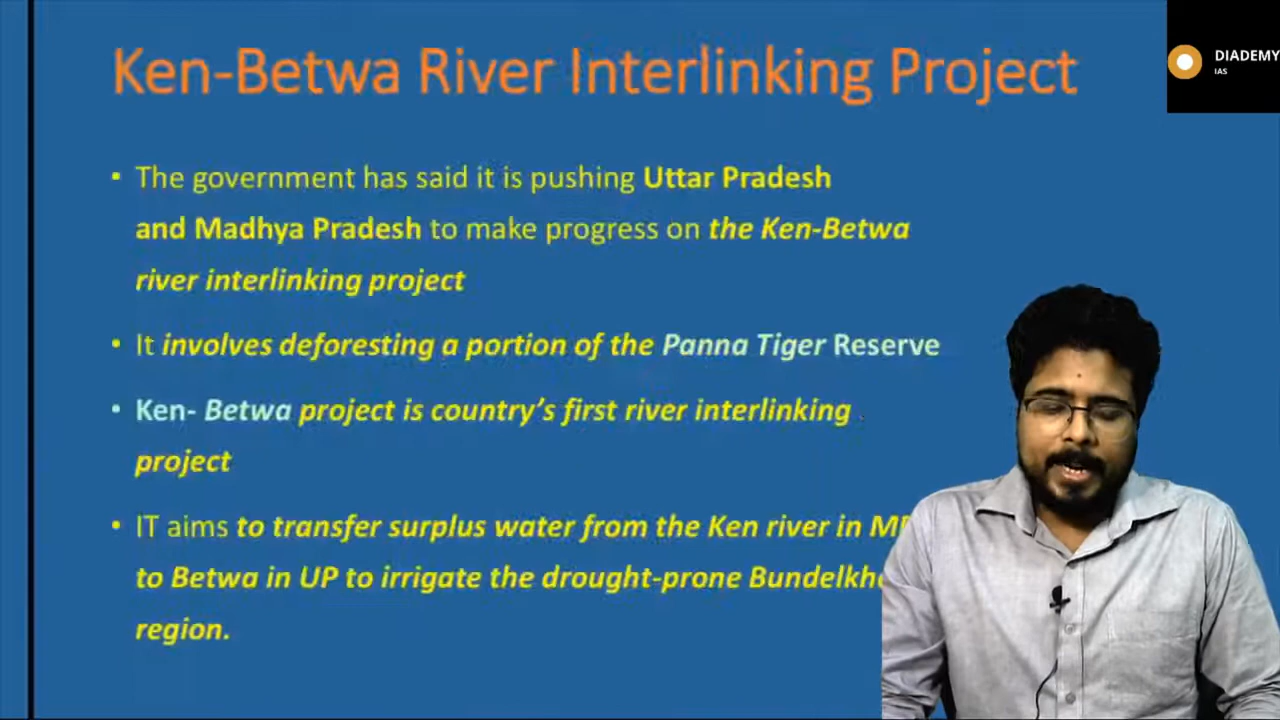 Ken-Betwa River Interlinking Project
DIADEMY
IAS
• The government has said it is pushing Uttar Pradesh
and Madhya Pradesh to make progress on the Ken-Betwa
river interlinking project
• It involves deforesting a portion of the Panna Tiger Reserve
• Ken- Betwa project is country’s first river interlinking
project
• IT aims to transfer surplus water from the Ken river in
to Betwa in UP to irrigate the drought-prone
region.